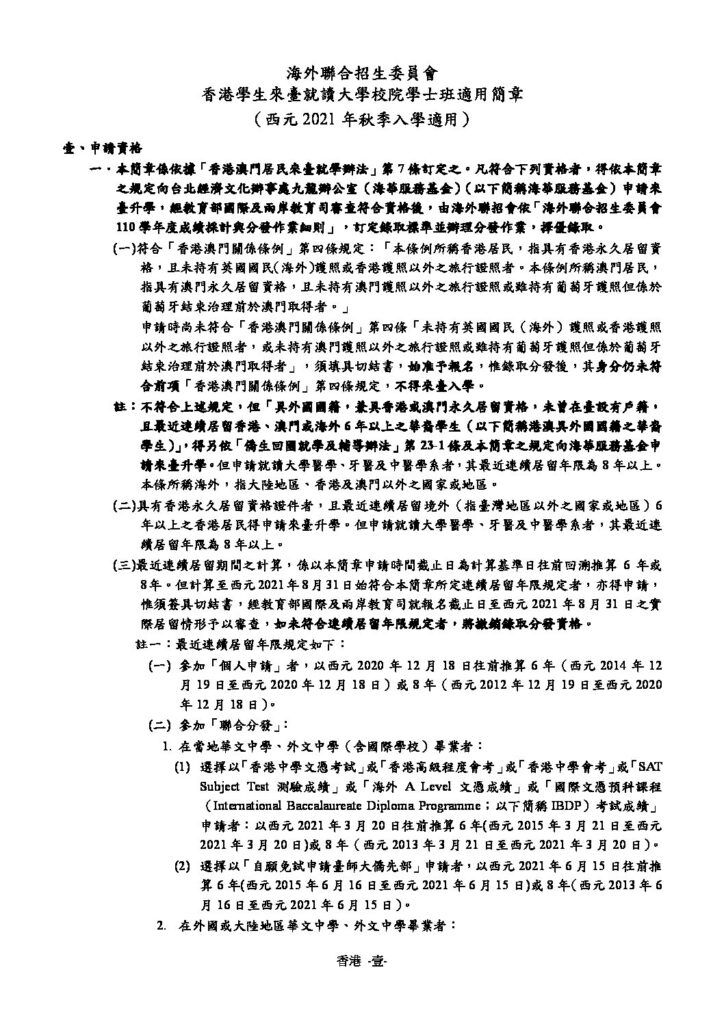 海外聯合招生委員會
香港學生來臺就讀大學校院學士班適用簡章
（西元 2021 年秋季入學適用）
壹、申請資格
一．本簡章係依據「香港澳門居民來臺就學辦法」第 7 條訂定之。凡符合下列資格者，得依本簡章
之規定向台北經濟文化辦事處九龍辦公室（海華服務基金）（以下簡稱海華服務基金）申請來
臺升學，經教育部國際及兩岸教育司審查符合資格後，由海外聯招會依「海外聯合招生委員會
110 學年度成績採計與分發作業細則」，訂定錄取標準並辦理分發作業，擇優錄取。
(一)符合「香港澳門關係條例」第四條規定：「本條例所稱香港居民，指具有香港永久居留資
格，且未持有英國國民(海外)護照或香港護照以外之旅行證照者。本條例所稱澳門居民，
指具有澳門永久居留資格，且未持有澳門護照以外之旅行證照或雖持有葡萄牙護照但係於
葡萄牙結束治理前於澳門取得者。」
申請時尚未符合「香港澳門關係條例」第四條「未持有英國國民（海外）護照或香港護照
以外之旅行證照者，或未持有澳門護照以外之旅行證照或雖持有葡萄牙護照但係於葡萄牙
結束治理前於澳門取得者」，須填具切結書，始准予報名，惟錄取分發後，其身分仍未符
合前項「香港澳門關係條例」第四條規定，不得來臺入學。
註：不符合上述規定，但「具外國國籍，兼具香港或澳門永久居留資格，未曾在臺設有戶籍，
且最近連續居留香港、澳門或海外 6 年以上之華裔學生（以下簡稱港澳具外國國籍之華裔
學生）」，得另依「僑生回國就學及輔導辦法」第 23-1 條及本簡章之規定向海華服務基金申
請來臺升學。但申請就讀大學醫學、牙醫及中醫學系者，其最近連續居留年限為 8 年以上。
本條所稱海外，指大陸地區、香港及澳門以外之國家或地區。
(二)具有香港永久居留資格證件者，且最近連續居留境外（指臺灣地區以外之國家或地區）6
年以上之香港居民得申請來臺升學。但申請就讀大學醫學、牙醫及中醫學系者，其最近連
續居留年限為 8 年以上。
(三)最近連續居留期間之計算，係以本簡章申請時間截止日為計算基準日往前回溯推算 6 年或
8年。但計算至西元 2021 年 8 月 31 日始符合本簡章所定連續居留年限規定者，亦得申請，
惟須簽具切結書，經教育部國際及兩岸教育司就報名截止日至西元 2021 年 8 月 31 日之實
際居留情形予以審查，如未符合連續居留年限規定者，將撤銷錄取分發資格。
註一：最近連續居留年限規定如下：
(一) 參加「個人申請」者，以西元 2020 年 12 月 18 日往前推算 6 年（西元 2014 年 12
月 19 日至西元 2020 年 12 月 18 日）或 8 年（西元 2012 年 12 月 19 日至西元 2020
年 12 月 18 日）。
(二) 參加「聯合分發」：
1. 在當地華文中學、外文中學（含國際學校）畢業者：
(1) 選擇以「香港中學文憑考試」或「香港高級程度會考」或「香港中學會考」或「SAT
Subject Test 測驗成績」或「海外 A Level 文憑成績」或「國際文憑預科課程
（International Baccalaureate Diploma Programme；以下簡稱 IBDP）考試成績」
申請者：以西元 2021 年 3 月 20 日往前推算 6 年(西元 2015 年 3 月 21 日至西元
2021 年 3 月 20 日)或 8 年（西元 2013 年 3 月 21 日至西元 2021 年 3 月 20 日）。
(2) 選擇以「自願免試申請臺師大僑先部」申請者，以西元 2021 年 6 月 15 日往前推
算 6 年(西元 2015 年 6 月 16 日至西元 2021 年 6 月 15 日)或 8 年(西元 2013 年 6
月 16 日至西元 2021 年 6 月 15 日）。
2. 在外國或大陸地區華文中學、外文中學畢業者：
香港 -壹-